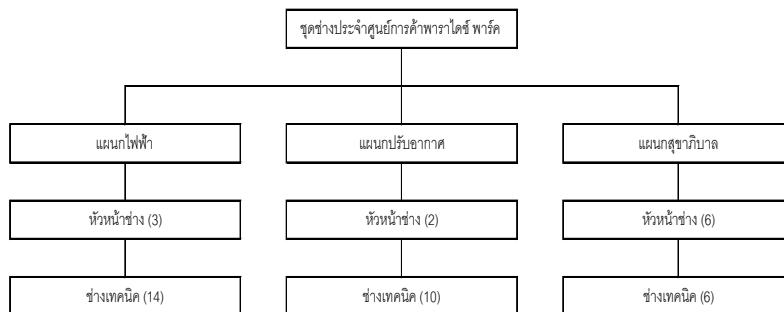 ชุดช่างประจำศูนย์การค้าพาราไดซ์ พาร์ค
แผนกไฟฟ้า
แผนกปรับอากาศ
แผนกสุขาภิบาล
หัวหน้าช่าง (3)
หัวหน้าช่าง (2)
หัวหน้าช่าง (6)
ช่างเทคนิค (14)
ช่างเทคนิค (10)
ช่างเทคนิค (6)